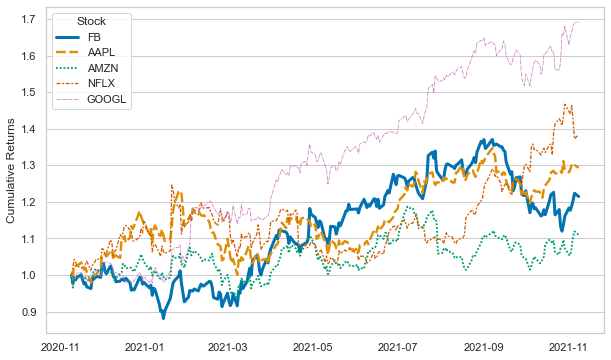 Stock
FB
AAPL
AMZN
NFLX
GOOGL
Cumulative Returns
1.7
1.6
1.5
1.4
1.3
1.2
1.1
1.0
0.9
2020-11 2021-01 2021-03 2021-05 2021-07 2021-09 2021-11